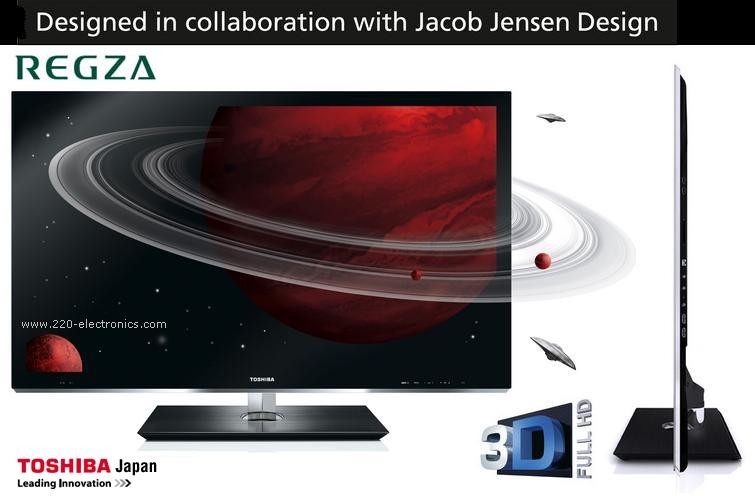 Designed in collaboration with Jacob Jensen Design
REGZA
www.220-electronics.com
TOSHIBA
3D
FULL HD
TOSHIBA Japan
Leading Innovation >>>